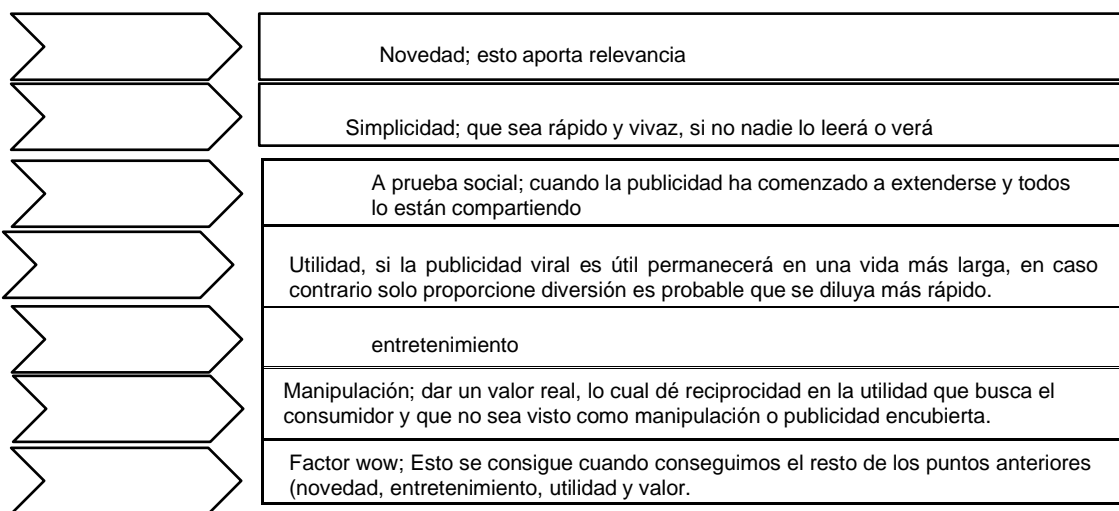 Novedad; esto aporta relevancia
Simplicidad; que sea rápido y vivaz, si no nadie lo leerá o verá
A prueba social; cuando la publicidad ha comenzado a extenderse y todos
lo están compartiendo
Utilidad, si la publicidad viral es útil permanecerá en una vida más larga, en caso
contrario solo proporcione diversión es probable que se diluya más rápido.
entretenimiento
Manipulación; dar un valor real, lo cual dé reciprocidad en la utilidad que busca el
consumidor y que no sea visto como manipulación o publicidad encubierta.
Factor wow; Esto se consigue cuando conseguimos el resto de los puntos anteriores
(novedad, entretenimiento, utilidad y valor.